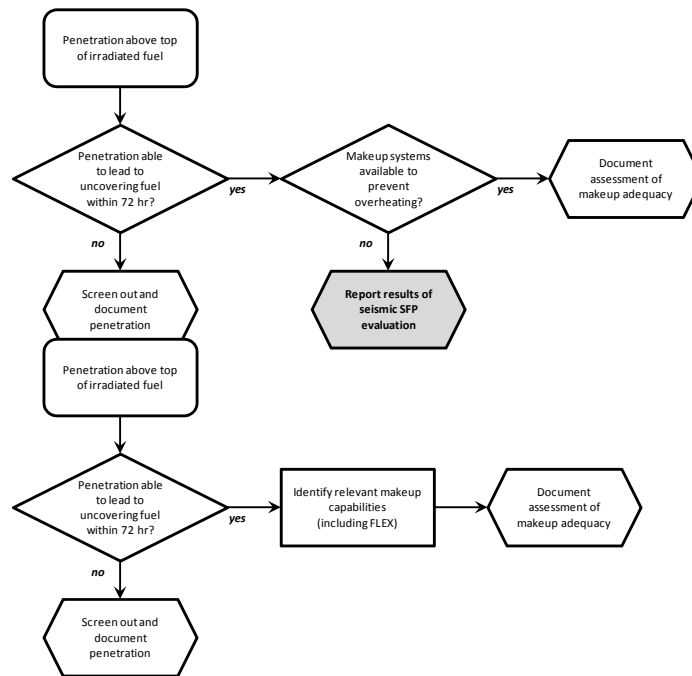 Penetration above top
of irradiated fuel
Penetration able
to lead to
uncovering fuel
within 72 hr?
yes
Makeup systems
available to
prevent
overheating?
yes
Document
assessment of
makeup adequacy
no
no
Screen out and
document
penetration
Report results of
seismic SFP
evaluation
Penetration above top
of irradiated fuel
Penetration able
to lead to
uncovering fuel
within 72 hr?
yes
Identify relevant makeup
capabilities
(including FLEX)
Document
assessment of
makeup adequacy
no
Screen out and
document
penetration